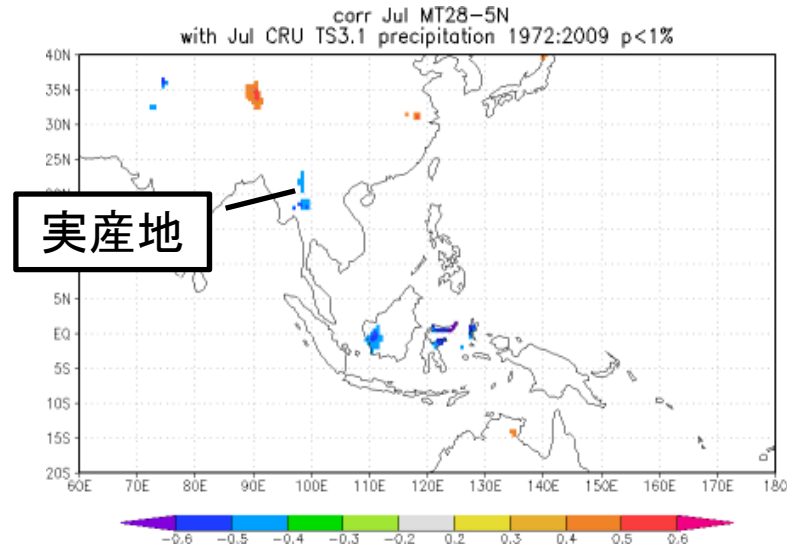 corr Jul MT28-5N
with Jul CRU TS3.1 precipitation 1972:2009 p<1%
40N
35N
30N
25N
実産地
5N
EQ
5S
10S
15S
20S
60E 70E 80E 90E 100E 110E 120E 130E 140E 150E 160E 170E 180
-0.6 -0.5 -0.4 -0.3 -0.2 0.2 0.3 0.4 0.5 0.6